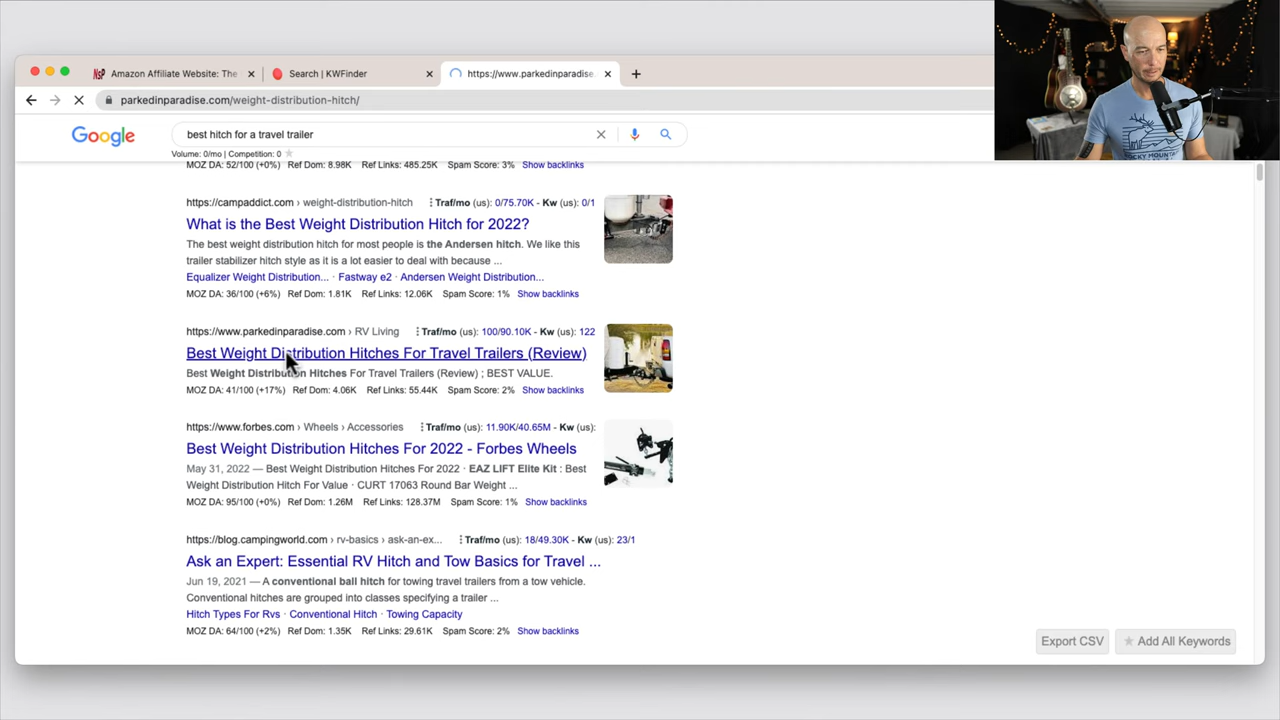 Amazon Affiliate Website: The
Search | KWFinder
https://www.parkedinparadise.
parkedinparadise.com/weight-distribution-hitch/
Google
best hitch for a travel trailer
Volume: 0/mo | Competition: 0
MOZ DA: 52/100 (+0%) Ref Dom: 8.98K Ref Links: 485.25K Spam Score: 3% Show backlinks
https://campaddict.com › weight-distribution-hitch Traf/mo (us): 0/75.70K - Kw (us): 0/1
What is the Best Weight Distribution Hitch for 2022?
The best weight distribution hitch for most people is the Andersen hitch. We like this
trailer stabilizer hitch style as it is a lot easier to deal with because ...
Equalizer Weight Distribution... · Fastway e2 · Andersen Weight Distribution...
MOZ DA: 36/100 (+6%) Ref Dom: 1.81K Ref Links: 12.06K Spam Score: 1% Show backlinks
https://www.parkedinparadise.com › RV Living Traf/mo (us): 100/90.10K - Kw (us): 122
Best Weight Distribution Hitches For Travel Trailers (Review)
Best Weight Distribution Hitches For Travel Trailers (Review) ; BEST VALUE.
MOZ DA: 41/100 (+17%) Ref Dom: 4.06K Ref Links: 55.44K Spam Score: 2% Show backlinks
https://www.forbes.com › Wheels › Accessories Traf/mo (us): 11.90K/40.65M - Kw (us):
Best Weight Distribution Hitches For 2022 - Forbes Wheels
May 31, 2022 — Best Weight Distribution Hitches For 2022 · EAZ LIFT Elite Kit : Best
Weight Distribution Hitch For Value · CURT 17063 Round Bar Weight ...
MOZ DA: 95/100 (+0%) Ref Dom: 1.26M Ref Links: 128.37M Spam Score: 1% Show backlinks
https://blog.campingworld.com › rv-basics › ask-an-ex... Traf/mo (us): 18/49.30K - Kw (us): 23/1
Ask an Expert: Essential RV Hitch and Tow Basics for Travel ...
Jun 19, 2021 — A conventional ball hitch for towing travel trailers from a tow vehicle.
Conventional hitches are grouped into classes specifying a trailer ...
Hitch Types For Rvs · Conventional Hitch · Towing Capacity
MOZ DA: 64/100 (+2%) Ref Dom: 1.35K Ref Links: 29.61K Spam Score: 2% Show backlinks
Export CSV
Add All Keywords